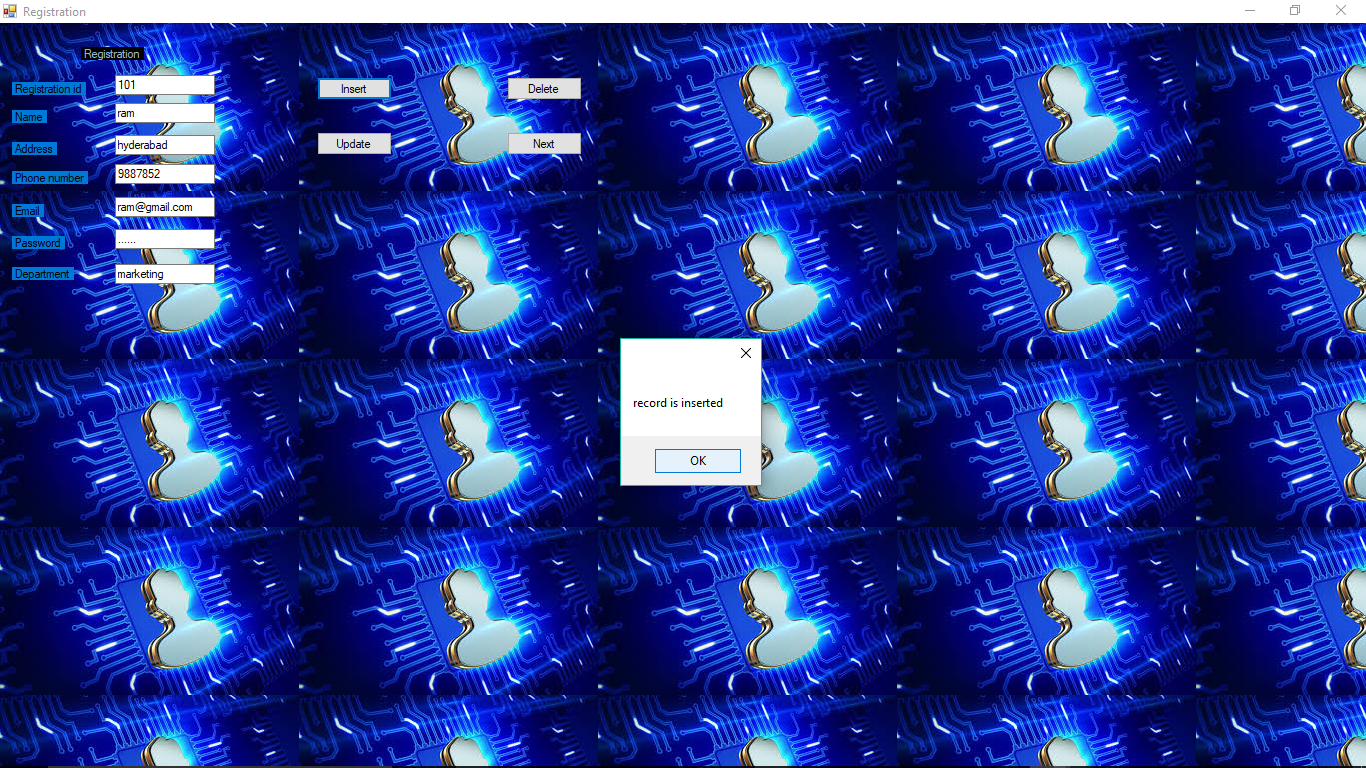 Registration
Registration
Registration id 101
Insert
Delete
Name ram
Address hyderabad
Update
Next
Phone number 9887852
Email ram@gmail.com
Password ......
Department marketing
record is inserted
OK